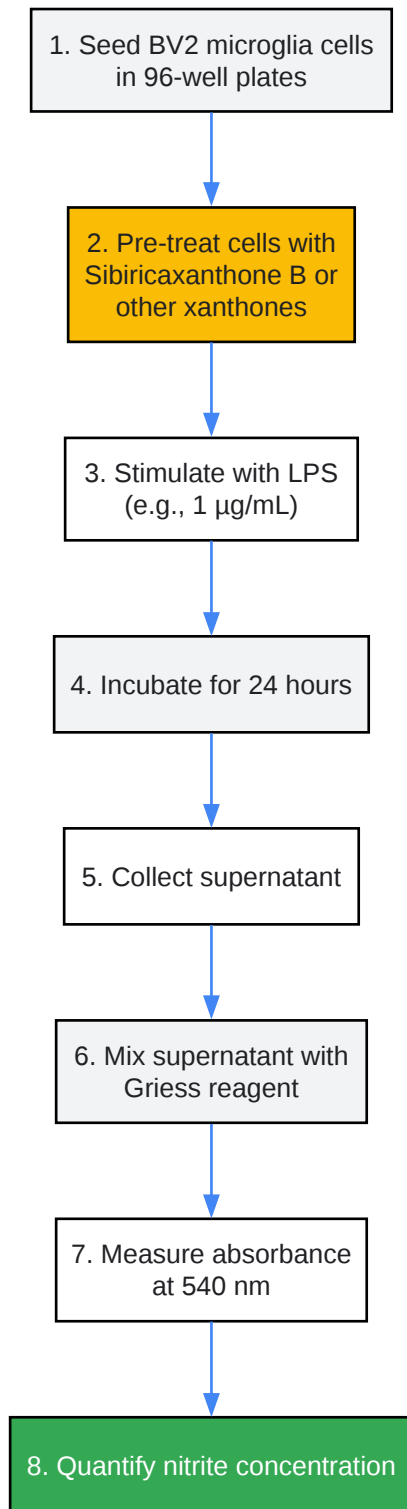 1. Seed BV2 microglia cells
in 96-well plates
2. Pre-treat cells with
Sibiricaxanthone B or
other xanthones
3. Stimulate with LPS
(e.g., 1 µg/mL)
4. Incubate for 24 hours
5. Collect supernatant
6. Mix supernatant with
Griess reagent
7. Measure absorbance
at 540 nm
8. Quantify nitrite concentration